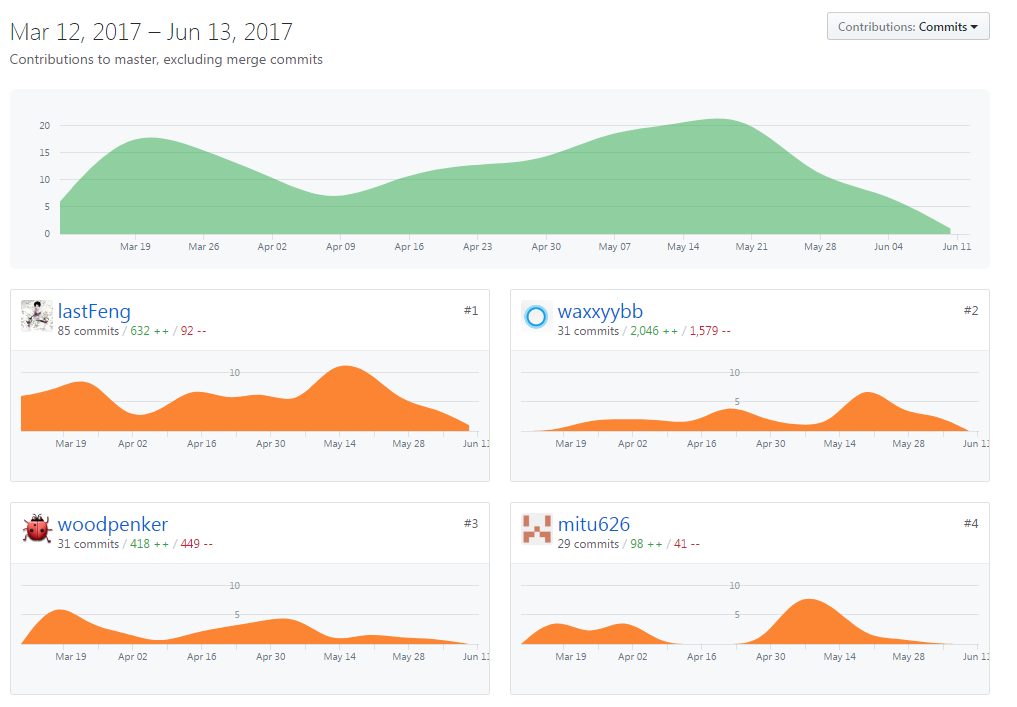 Mar 12, 2017 – Jun 13, 2017
Contributions: Commits
Contributions to master, excluding merge commits
20
15
10
5
0
Mar 19 Mar 26 Apr 02 Apr 09 Apr 16 Apr 23 Apr 30 May 07 May 14 May 21 May 28 Jun 04 Jun 11
lastFeng #1
85 commits / 632 ++ / 92 --
10
Mar 19 Apr 02 Apr 16 Apr 30 May 14 May 28 Jun 11
waxxyybb #2
31 commits / 2,046 ++ / 1,579 --
10
5
Mar 19 Apr 02 Apr 16 Apr 30 May 14 May 28 Jun 11
woodpenker #3
31 commits / 418 ++ / 449 --
10
5
Mar 19 Apr 02 Apr 16 Apr 30 May 14 May 28 Jun 11
mitu626 #4
29 commits / 98 ++ / 41 --
10
5
Mar 19 Apr 02 Apr 16 Apr 30 May 14 May 28 Jun 11